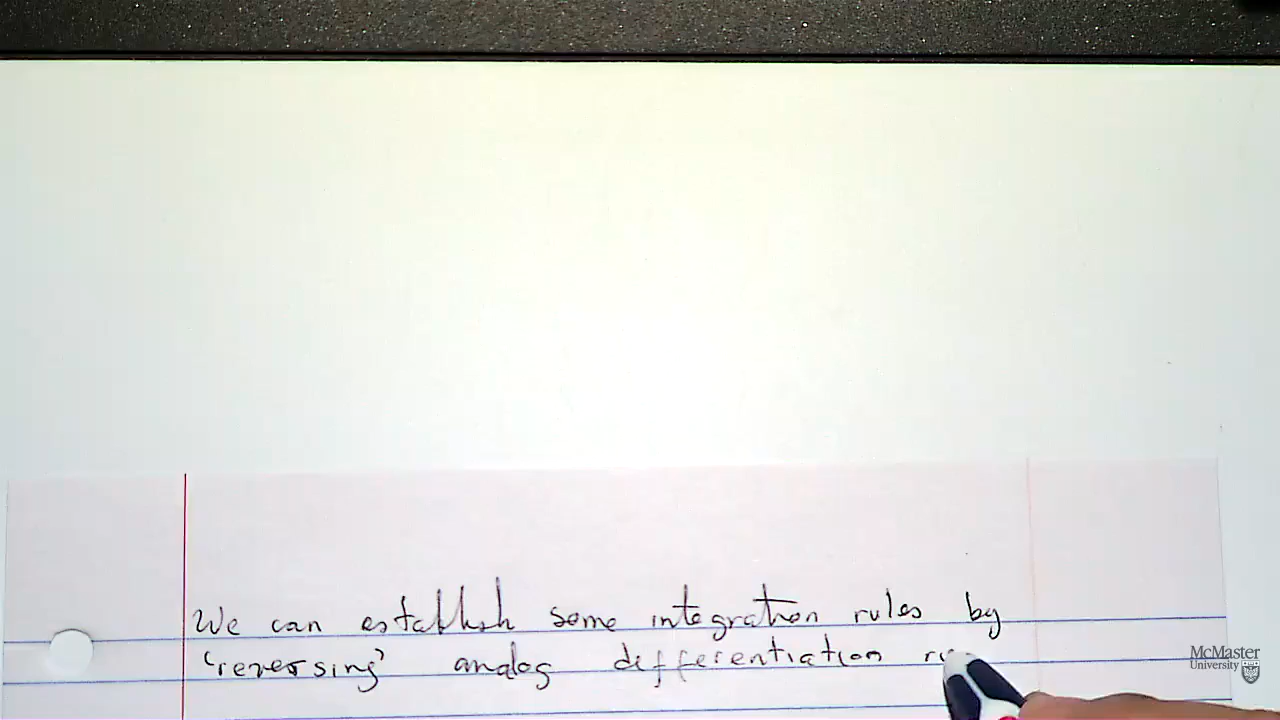 We can establish some integration rules by
'reversing' analog differentiation
McMaster
University